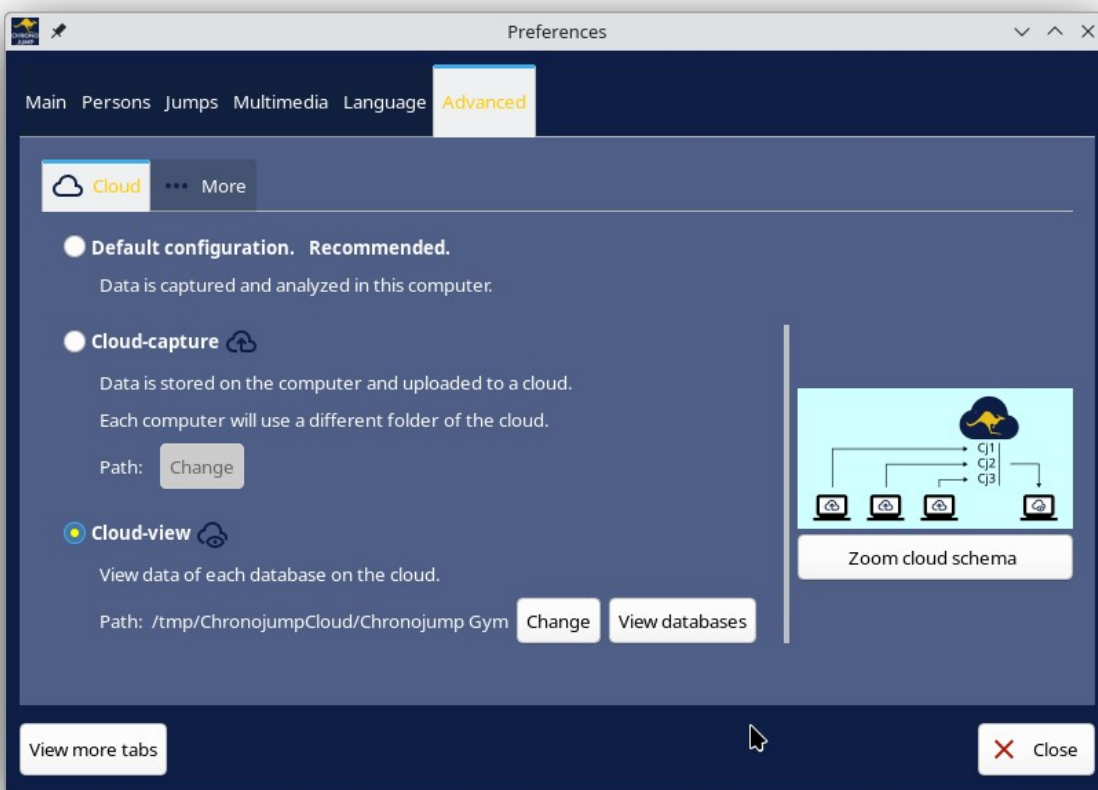 CHRONO
JUMP
Preferences
Main Persons Jumps Multimedia Language Advanced
Cloud ••• More
Default configuration. Recommended.
Data is captured and analyzed in this computer.
Cloud-capture
Data is stored on the computer and uploaded to a cloud.
Each computer will use a different folder of the cloud.
Path: Change
Cj1
Cj2
Cj3
Cloud-view
Zoom cloud schema
View data of each database on the cloud.
Path: /tmp/ChronojumpCloud/Chronojump Gym Change View databases
View more tabs
Close